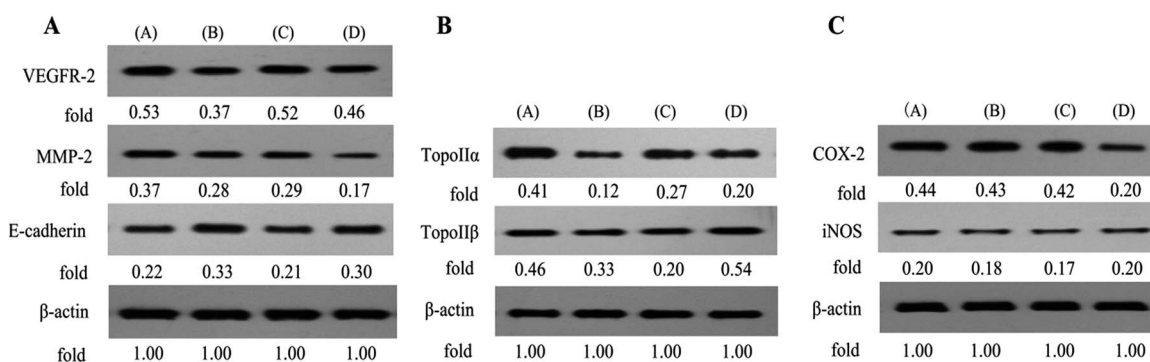 A
(A) (B) (C) (D)
VEGFR-2
fold 0.53 0.37 0.52 0.46
MMP-2
fold 0.37 0.28 0.29 0.17
E-cadherin
fold 0.22 0.33 0.21 0.30
β-actin
fold 1.00 1.00 1.00 1.00
B
(A) (B) (C) (D)
TopoIIα
fold 0.41 0.12 0.27 0.20
TopoIIβ
fold 0.46 0.33 0.20 0.54
β-actin
fold 1.00 1.00 1.00 1.00
C
(A) (B) (C) (D)
COX-2
fold 0.44 0.43 0.42 0.20
iNOS
fold 0.20 0.18 0.17 0.20
β-actin
fold 1.00 1.00 1.00 1.00